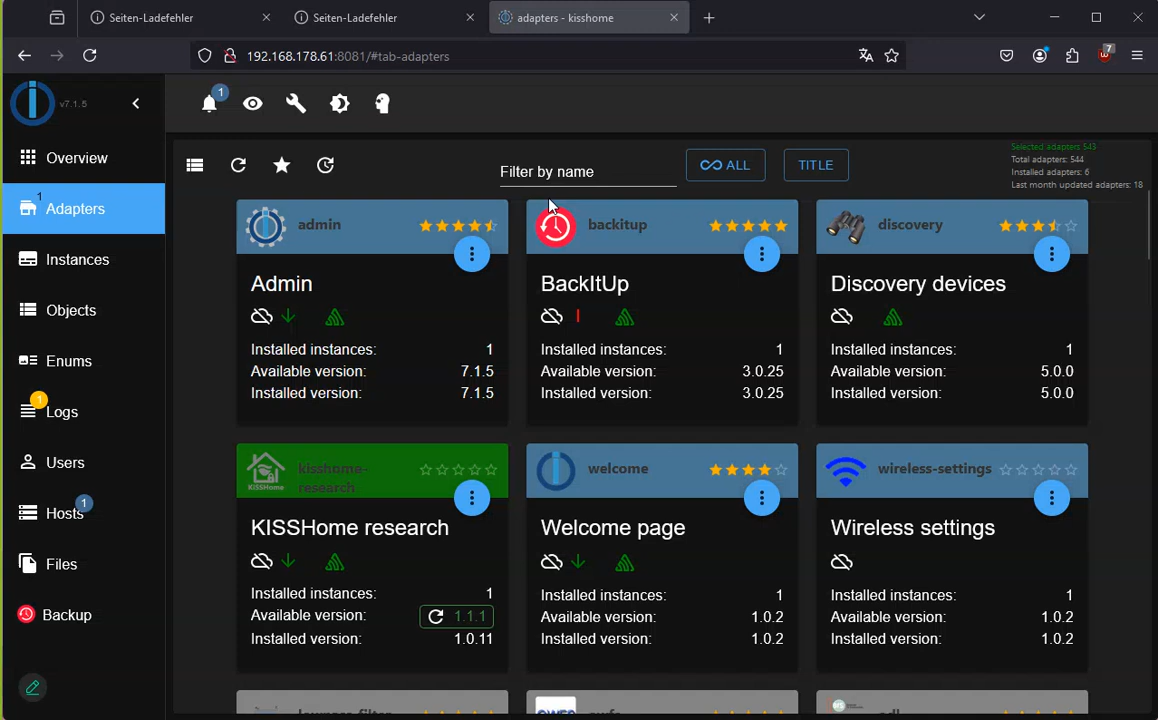 Seiten-Ladefehler
Seiten-Ladefehler
adapters - kisshome
192.168.178.61:8081/#tab-adapters
7
v7.1.5
1
Overview
1
Adapters
Instances
Objects
Enums
1
Logs
Users
1
Hosts
Files
Backup
Filter by name
ALL
TITLE
Selected adapters 543
Total adapters: 544
Installed adapters: 6
Last month updated adapters: 18
admin
Admin
Installed instances: 1
Available version: 7.1.5
Installed version: 7.1.5
backitup
BackItUp
Installed instances: 1
Available version: 3.0.25
Installed version: 3.0.25
discovery
Discovery devices
Installed instances: 1
Available version: 5.0.0
Installed version: 5.0.0
KISSHome
kisshome-
research
KISSHome research
Installed instances: 1
Available version: 1.1.1
Installed version: 1.0.11
welcome
Welcome page
Installed instances: 1
Available version: 1.0.2
Installed version: 1.0.2
wireless-settings
Wireless settings
Installed instances: 1
Available version: 1.0.2
Installed version: 1.0.2